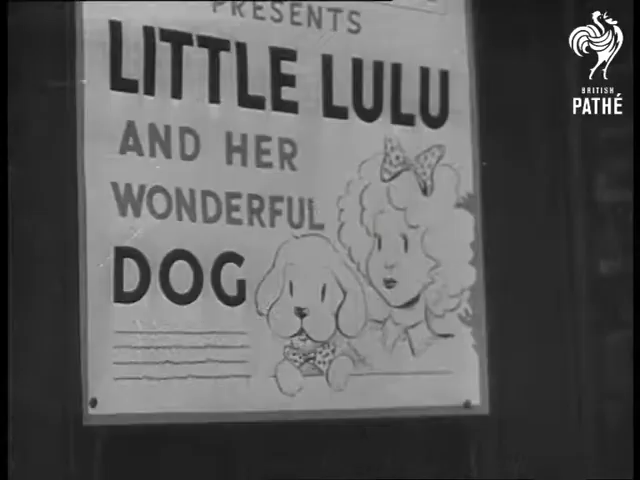 PRESENTS
LITTLE LULU
AND HER
WONDERFUL
DOG
BRITISH
PATHÉ